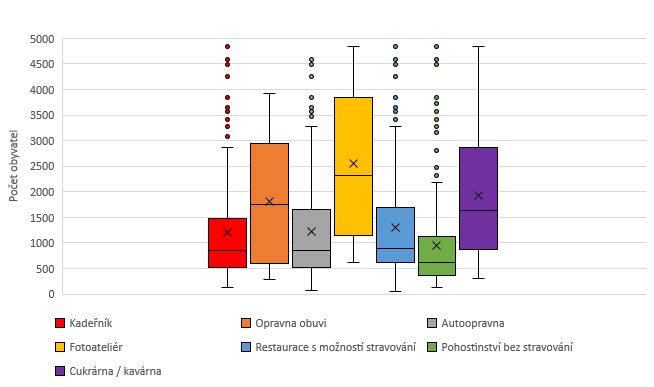 5000
4500
4000
3500
3000
2500
2000
1500
1000
500
0
Počet obyvatel
Kadeřník
Opravna obuvi
Autoopravna
Fotoateliér
Restaurace s možností stravování
Pohostinství bez stravování
Cukrárna / kavárna